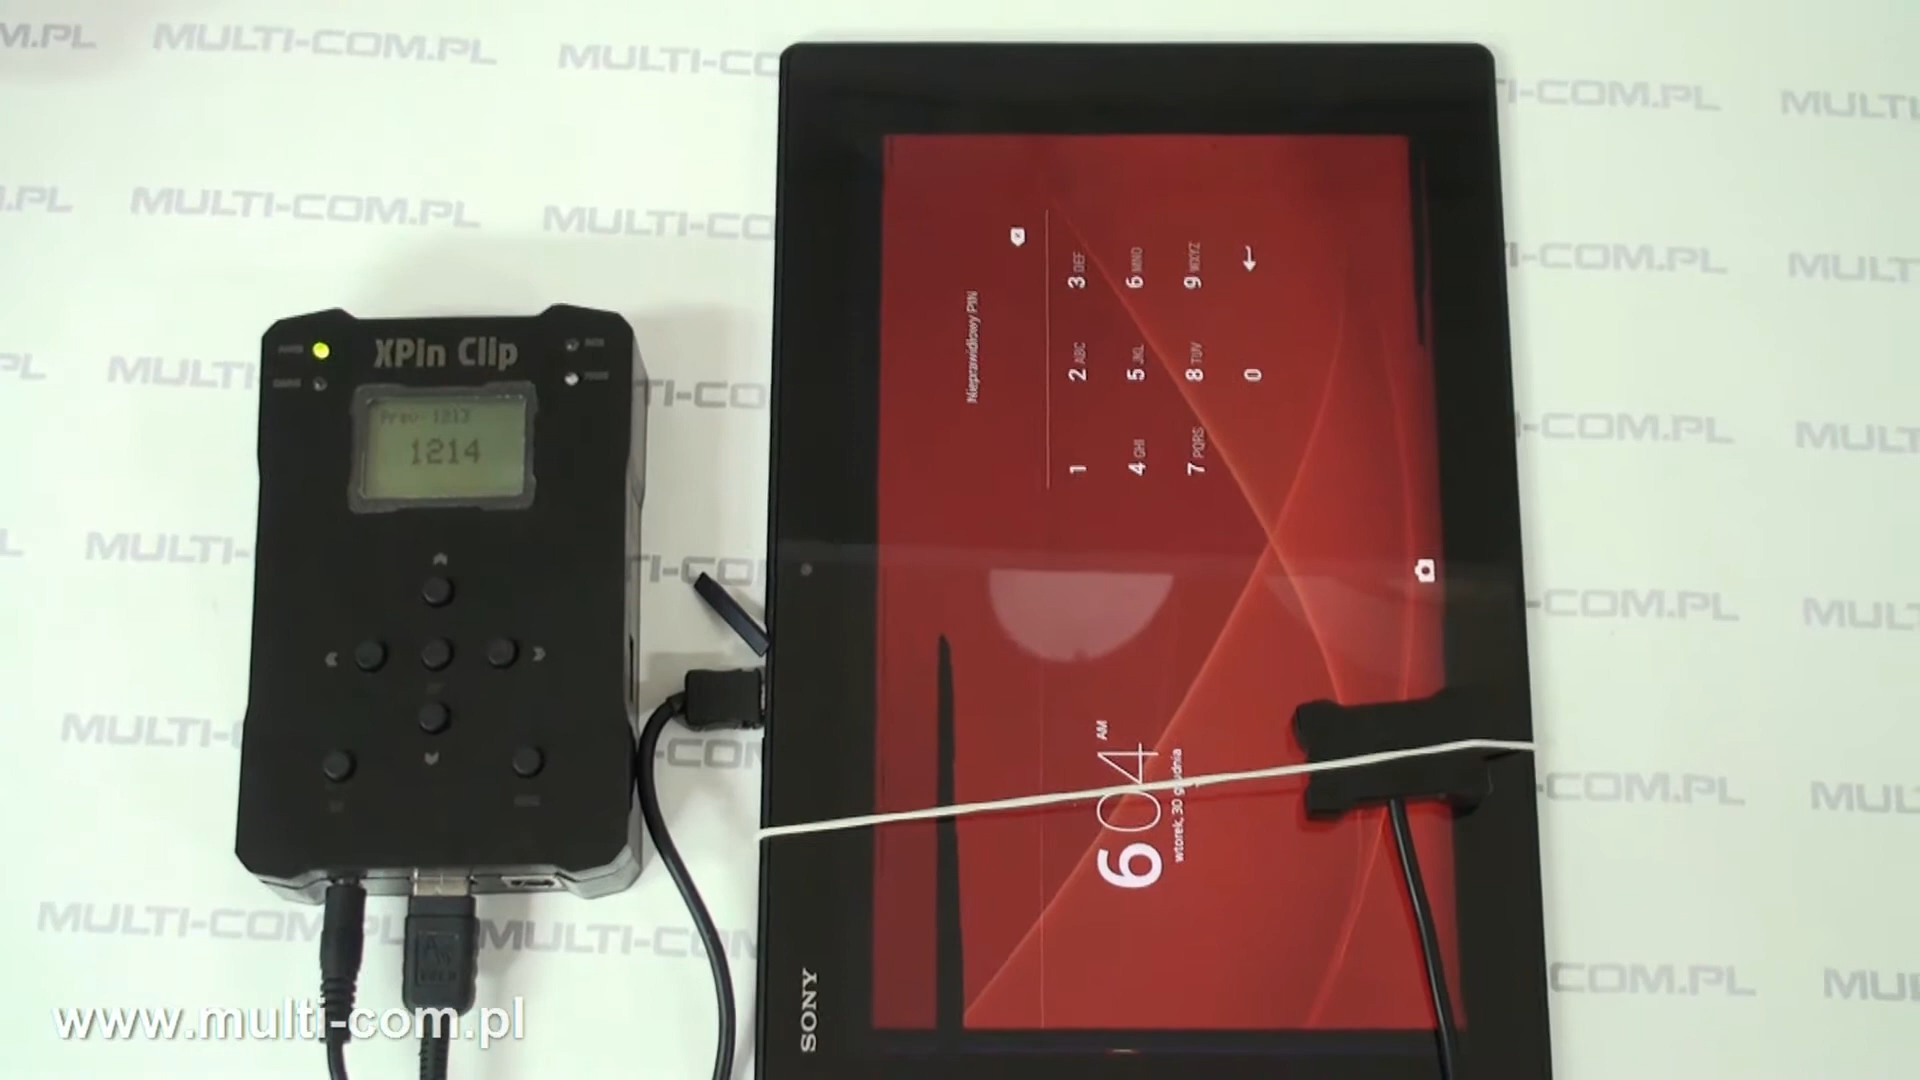 MULTI-COM.PL
XPin Clip
Prev- 1213
1214
Nieprawidłowy PIN
1
2 ABC
3 DEF
4 GHI
5 JKL
6 MNO
7 PQRS
8 TUV
9 WXYZ
0
6 04 AM
wtorek, 30 grudnia
SONY
www.multi-com.pl